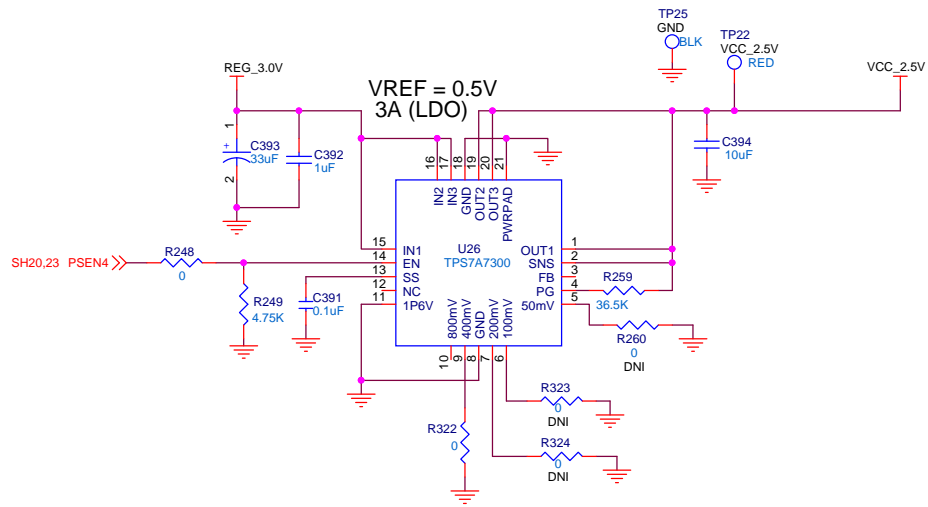 TP25
GND
BLK
TP22
VCC_2.5V
RED
VCC_2.5V
REG_3.0V
VREF = 0.5V
3A (LDO)
1
+
C393
33uF
2
C392
1uF
C394
10uF
16
17
18
19
20
21
IN2
IN3
GND
OUT2
OUT3
PWRPAD
SH20,23 PSEN4
R248
0
R249
4.75K
C391
0.1uF
15
14
13
12
11
IN1
EN
SS
NC
1P6V
U26
TPS7A7300
OUT1
SNS
FB
PG
50mV
1
2
3
4
5
R259
36.5K
R260
0
DNI
800mV
400mV
GND
200mV
100mV
10
9
8
7
6
R322
0
R323
0
DNI
R324
0
DNI